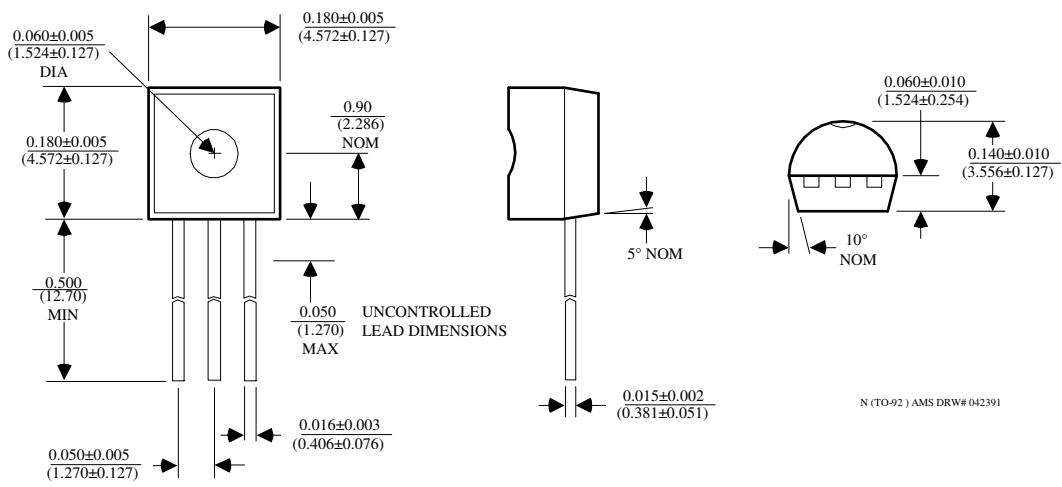 0.180±0.005
(4.572±0.127)
0.060±0.005
(1.524±0.127)
DIA
0.90
(2.286)
NOM
0.180±0.005
(4.572±0.127)
0.500
(12.70)
MIN
0.050
(1.270)
MAX
UNCONTROLLED
LEAD DIMENSIONS
0.016±0.003
(0.406±0.076)
0.050±0.005
(1.270±0.127)
5° NOM
0.015±0.002
(0.381±0.051)
0.060±0.010
(1.524±0.254)
0.140±0.010
(3.556±0.127)
10°
NOM
N (TO-92 ) AMS DRW# 042391